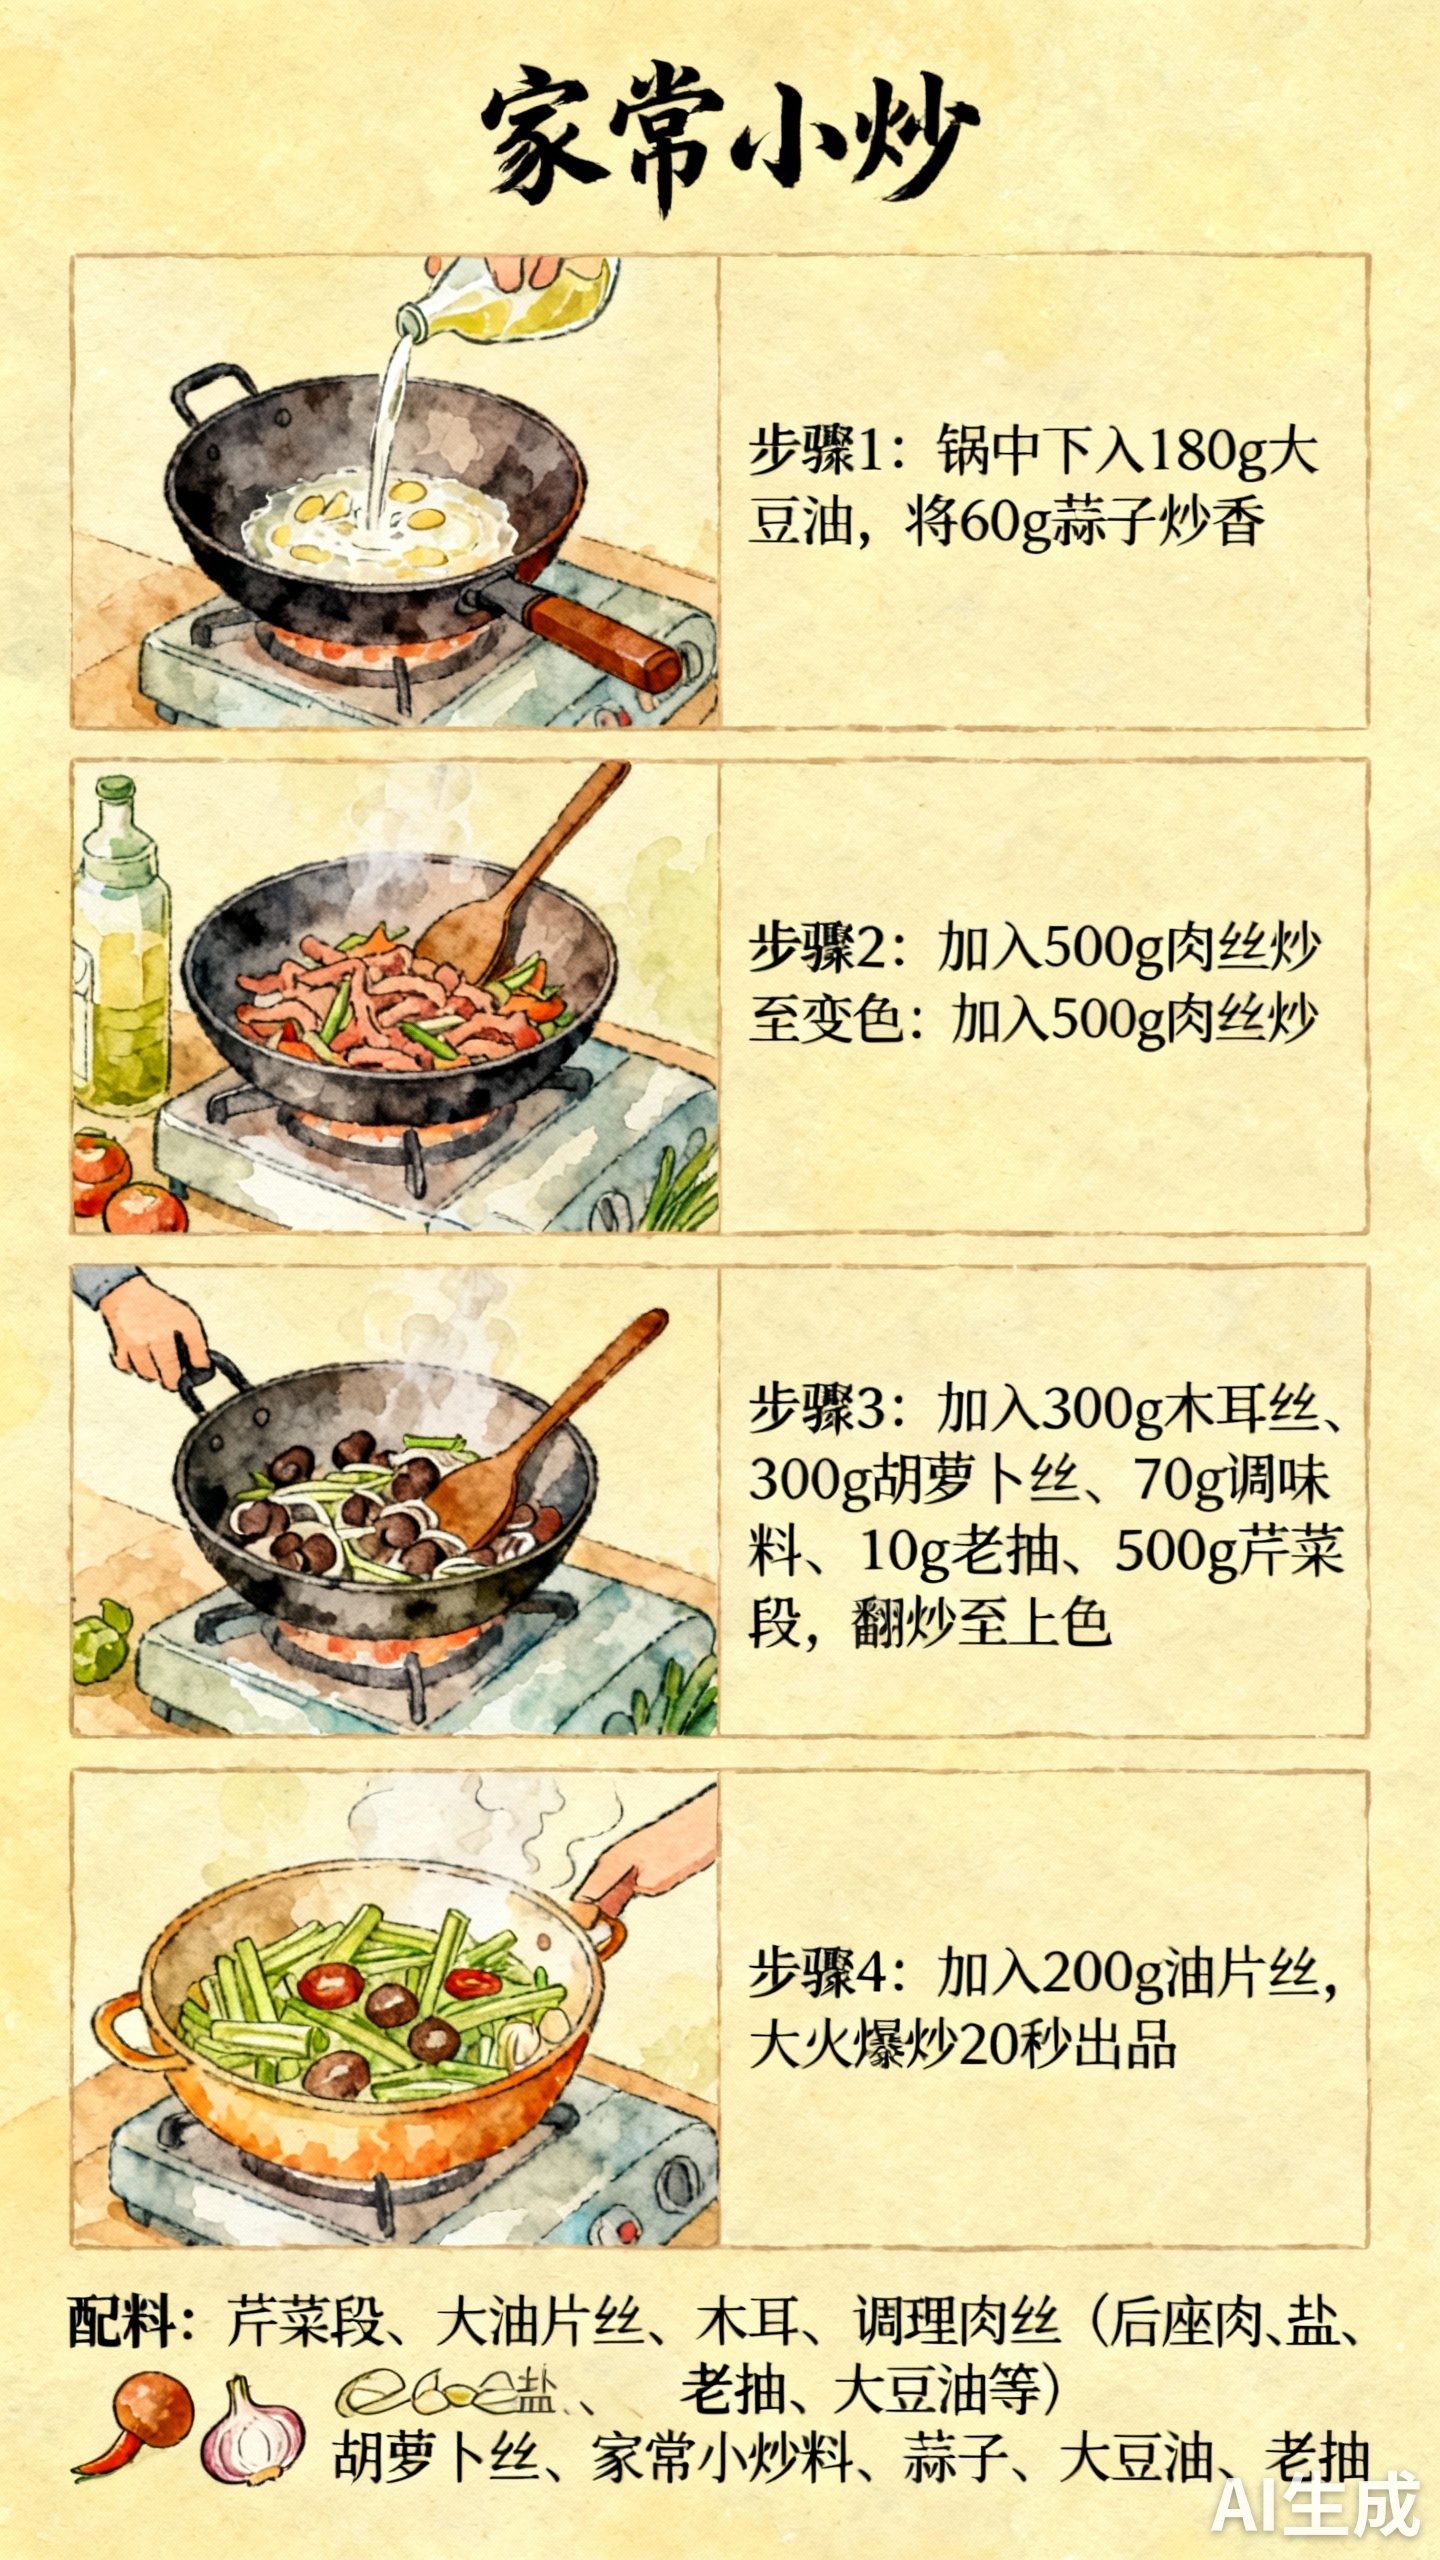 家常小炒
步骤1：锅中下入180g大
豆油，将60g蒜子炒香
步骤2：加入500g肉丝炒
至变色：加入500g肉丝炒
步骤3：加入300g木耳丝、
300g胡萝卜丝、70g调味
料、10g老抽、500g芹菜
段，翻炒至上色
步骤4：加入200g油片丝，
大火爆炒20秒出品
配料：芹菜段、大油片丝、木耳、调理肉丝（后座肉、盐、
盐、、 老抽、大豆油等）
胡萝卜丝、家常小炒料、蒜子、大豆油、老抽
AI生成